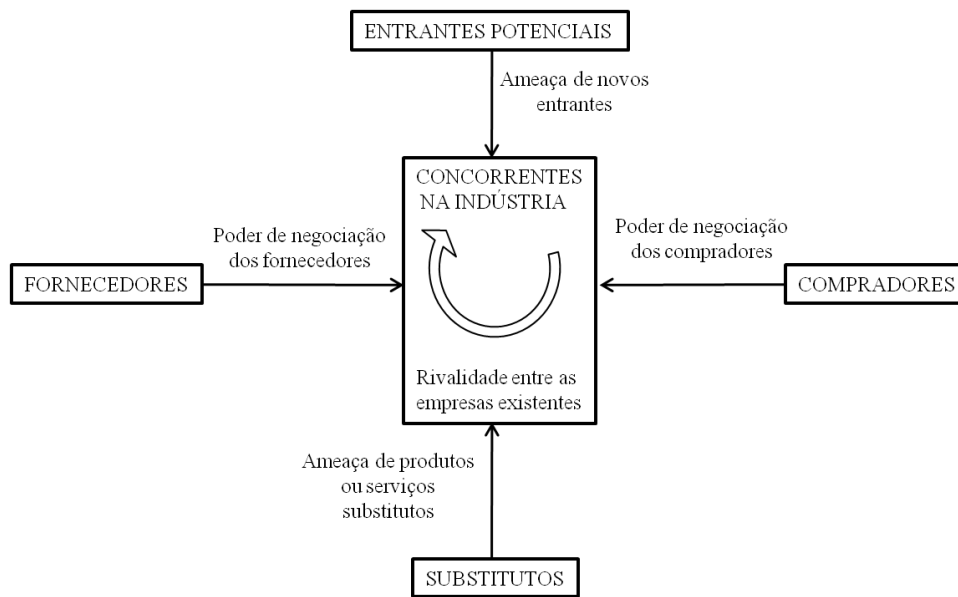 ENTRANTES POTENCIAIS
Ameaça de novos
entrantes
CONCORRENTES
NA INDÚSTRIA
Poder de negociação
dos fornecedores
Poder de negociação
dos compradores
FORNECEDORES
COMPRADORES
Rivalidade entre as
empresas existentes
Ameaça de produtos
ou serviços
substitutos
SUBSTITUTOS